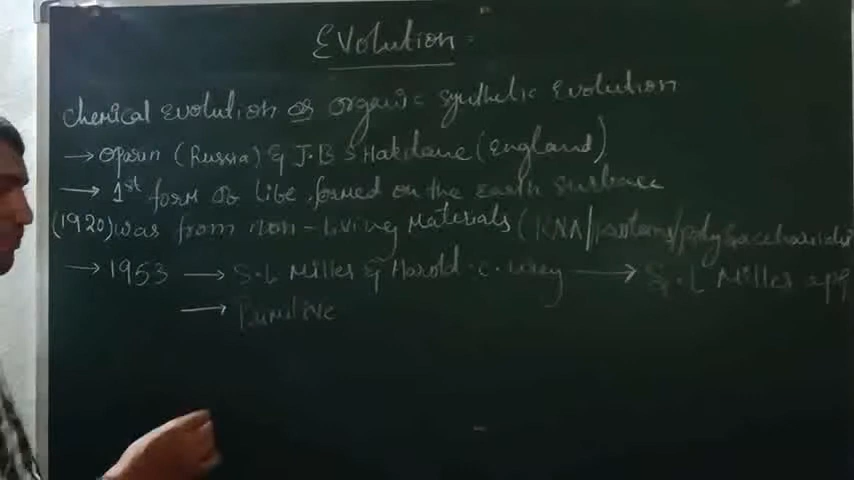 Evolution :
chemical Evolution or organic synthetic Evolution
→ oparin (Russia) & J.B S Haldane (England)
→ 1st form of life formed on the earth surface
(1920) was from non-living Materials (RNA/proteins/polysaccharides
→ 1953 → S.L Miller & Harold.C.Urey → S.L Miller app
→